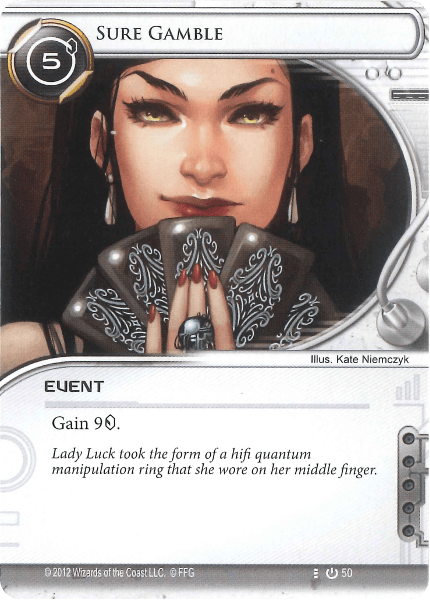 SURE GAMBLE
5
Illus. Kate Niemczyk
EVENT
Gain 9.
Lady Luck took the form of a hifi quantum
manipulation ring that she wore on her middle finger.
© 2012 Wizards of the Coast LLC. © FFG
50